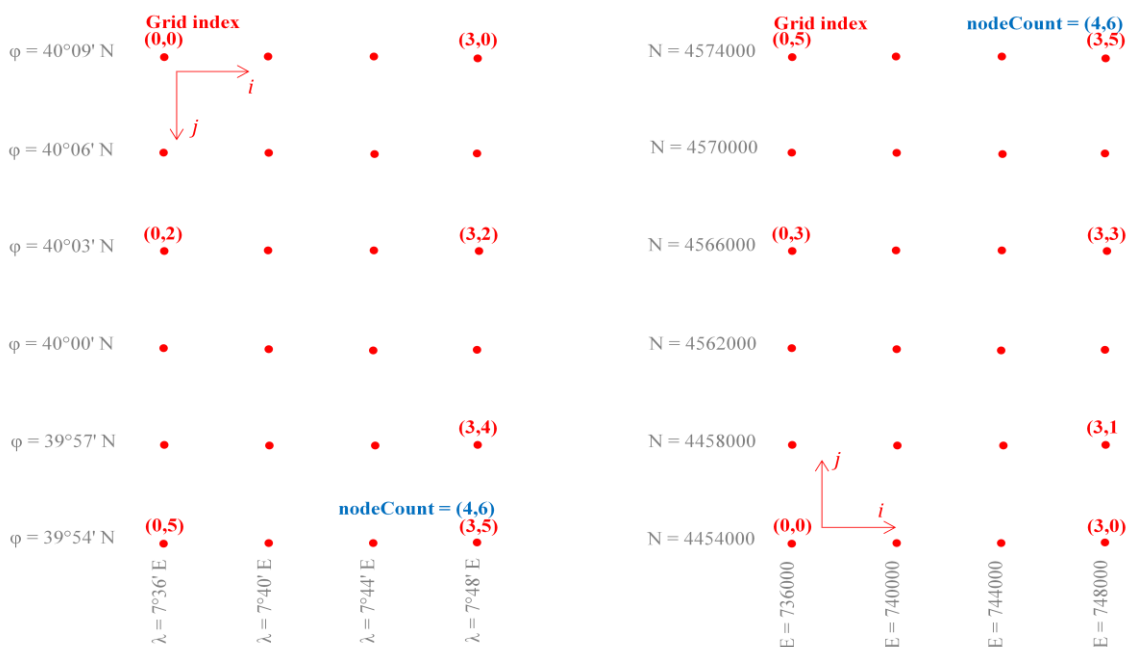 Grid index
φ = 40°09' N
(0,0)
(3,0)
i
j
φ = 40°06' N
φ = 40°03' N
(0,2)
(3,2)
φ = 40°00' N
φ = 39°57' N
(3,4)
nodeCount = (4,6)
φ = 39°54' N
(0,5)
(3,5)
λ = 7°36' E
λ = 7°40' E
λ = 7°44' E
λ = 7°48' E
Grid index
nodeCount = (4,6)
N = 4574000
(0,5)
(3,5)
N = 4570000
N = 4566000
(0,3)
(3,3)
N = 4562000
N = 4458000
(3,1
j
i
N = 4454000
(0,0)
(3,0)
E = 736000
E = 740000
E = 744000
E = 748000